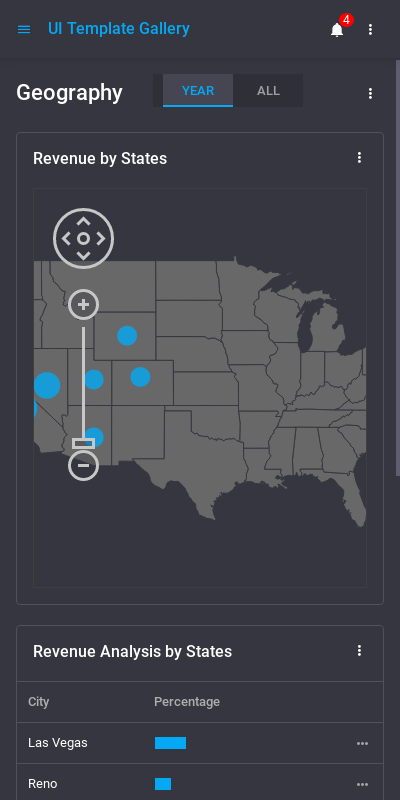 UI Template Gallery
4
Geography
YEAR
ALL
Revenue by States
Revenue Analysis by States
City Percentage
Las Vegas
Reno